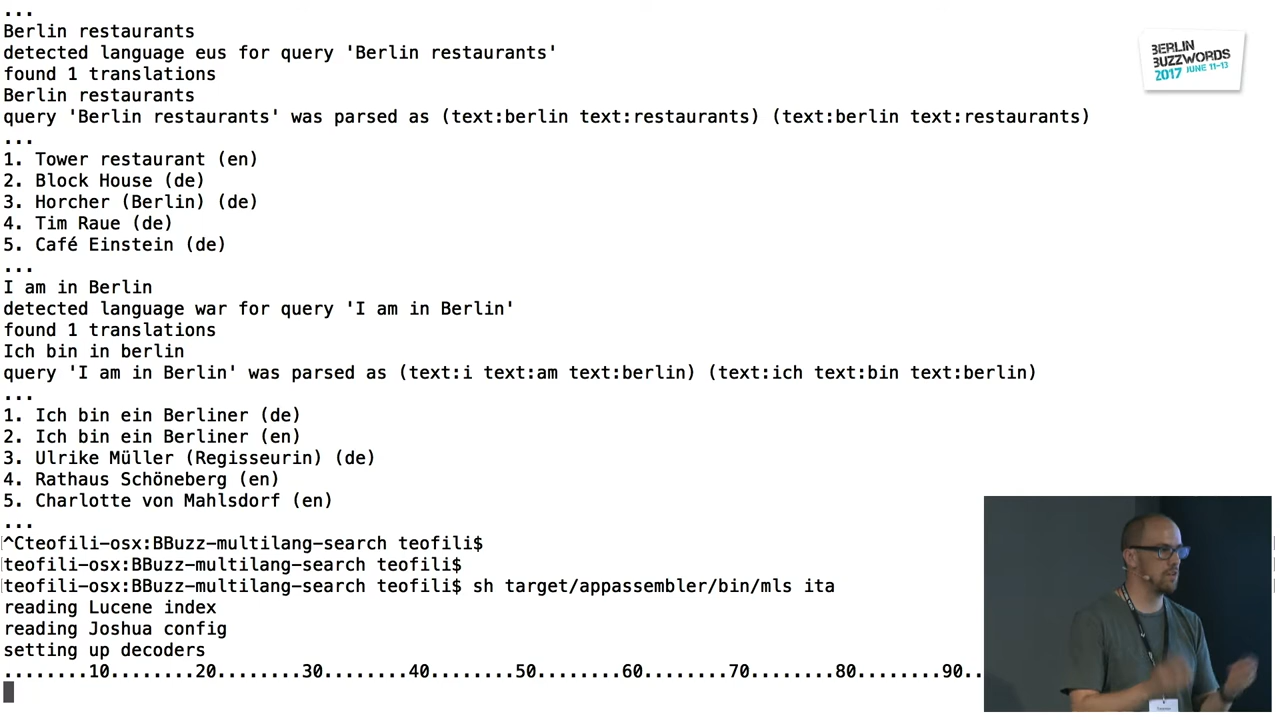 ...
Berlin restaurants
detected language eus for query 'Berlin restaurants'
found 1 translations
Berlin restaurants
query 'Berlin restaurants' was parsed as (text:berlin text:restaurants) (text:berlin text:restaurants)
...
1. Tower restaurant (en)
2. Block House (de)
3. Horcher (Berlin) (de)
4. Tim Raue (de)
5. Café Einstein (de)
...
I am in Berlin
detected language war for query 'I am in Berlin'
found 1 translations
Ich bin in berlin
query 'I am in Berlin' was parsed as (text:i text:am text:berlin) (text:ich text:bin text:berlin)
...
1. Ich bin ein Berliner (de)
2. Ich bin ein Berliner (en)
3. Ulrike Müller (Regisseurin) (de)
4. Rathaus Schöneberg (en)
5. Charlotte von Mahlsdorf (en)
...
^Cteofili-osx:BBuzz-multilang-search teofili$
teofili-osx:BBuzz-multilang-search teofili$
teofili-osx:BBuzz-multilang-search teofili$ sh target/appassembler/bin/mls ita
reading Lucene index
reading Joshua config
setting up decoders
........10........20........30........40........50........60........70........80........90..
BERLIN
BUZZWORDS
2017 JUNE 11-13